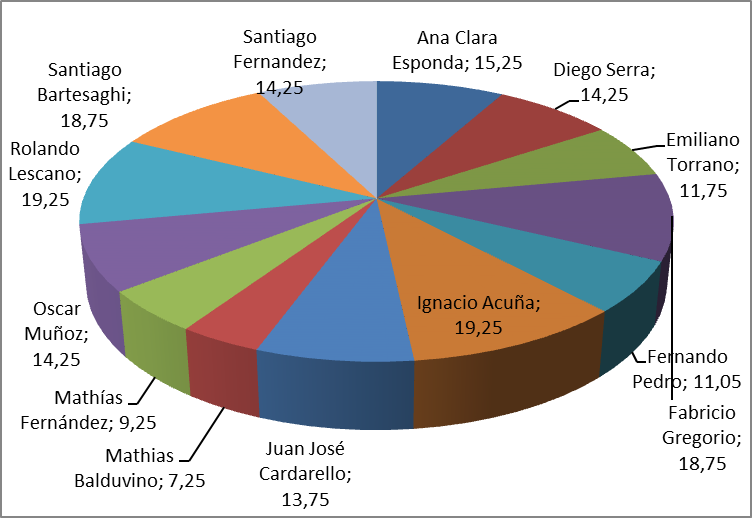 Ana Clara
Esponda; 15,25
Diego Serra;
14,25
Emiliano
Torrano;
11,75
Fabricio
Gregorio;
18,75
Fernando
Pedro; 11,05
Ignacio Acuña;
19,25
Juan José
Cardarello;
13,75
Mathias
Balduvino; 7,25
Mathías
Fernández; 9,25
Oscar
Muñoz;
14,25
Rolando
Lescano;
19,25
Santiago
Bartesaghi;
18,75
Santiago
Fernandez;
14,25